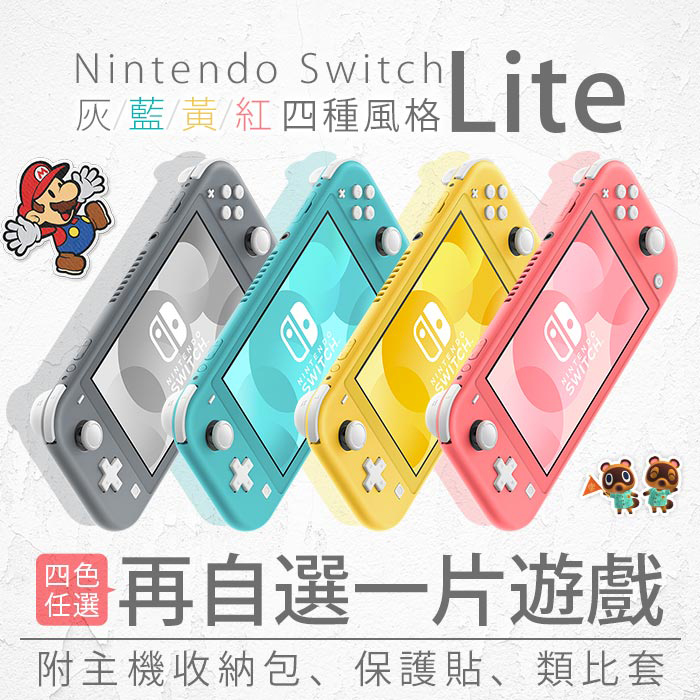 Nintendo Switch Lite
灰/藍/黃/紅 四種風格
NINTENDO
SWITCH
NINTENDO
SWITCH
NINTENDO
SWITCH
NINTENDO
SWITCH
四色
任選
再自選一片遊戲
附主機收納包、保護貼、類比套